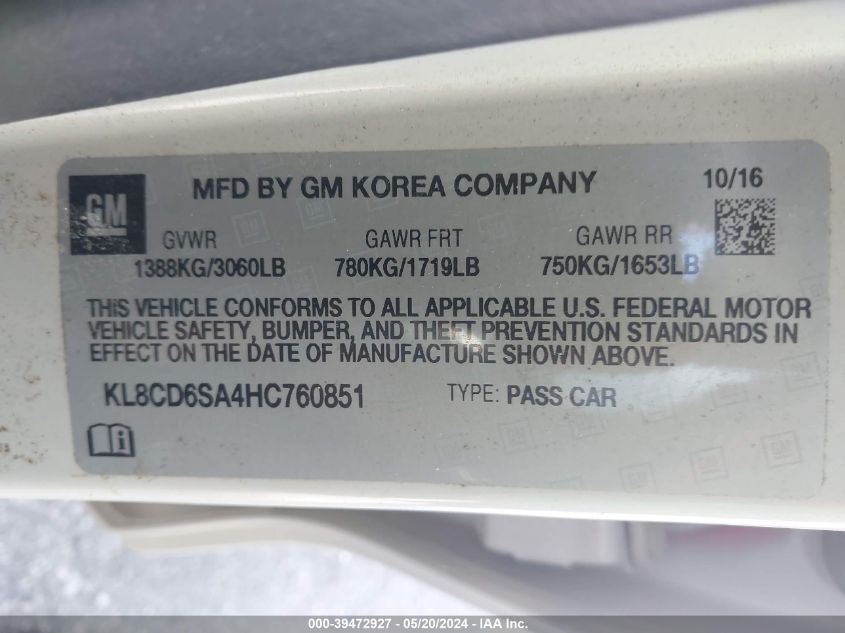 GM
MFD BY GM KOREA COMPANY 10/16
GVWR GAWR FRT GAWR RR
1388KG/3060LB 780KG/1719LB 750KG/1653LB
THIS VEHICLE CONFORMS TO ALL APPLICABLE U.S. FEDERAL MOTOR
VEHICLE SAFETY, BUMPER, AND THEFT PREVENTION STANDARDS IN
EFFECT ON THE DATE OF MANUFACTURE SHOWN ABOVE.
KL8CD6SA4HC760851 TYPE: PASS CAR
000-39472927 - 05/20/2024 - IAA Inc.